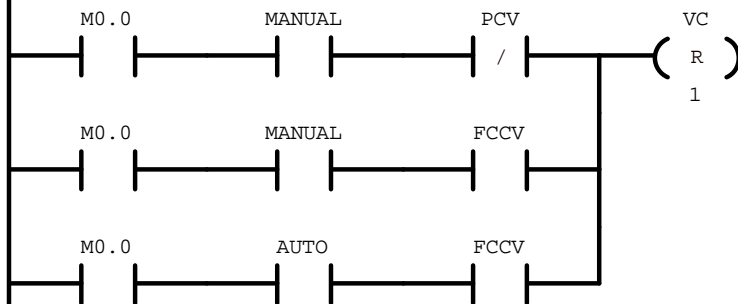 M0.0 MANUAL PCV VC
/ R
1
M0.0 MANUAL FCCV
M0.0 AUTO FCCV